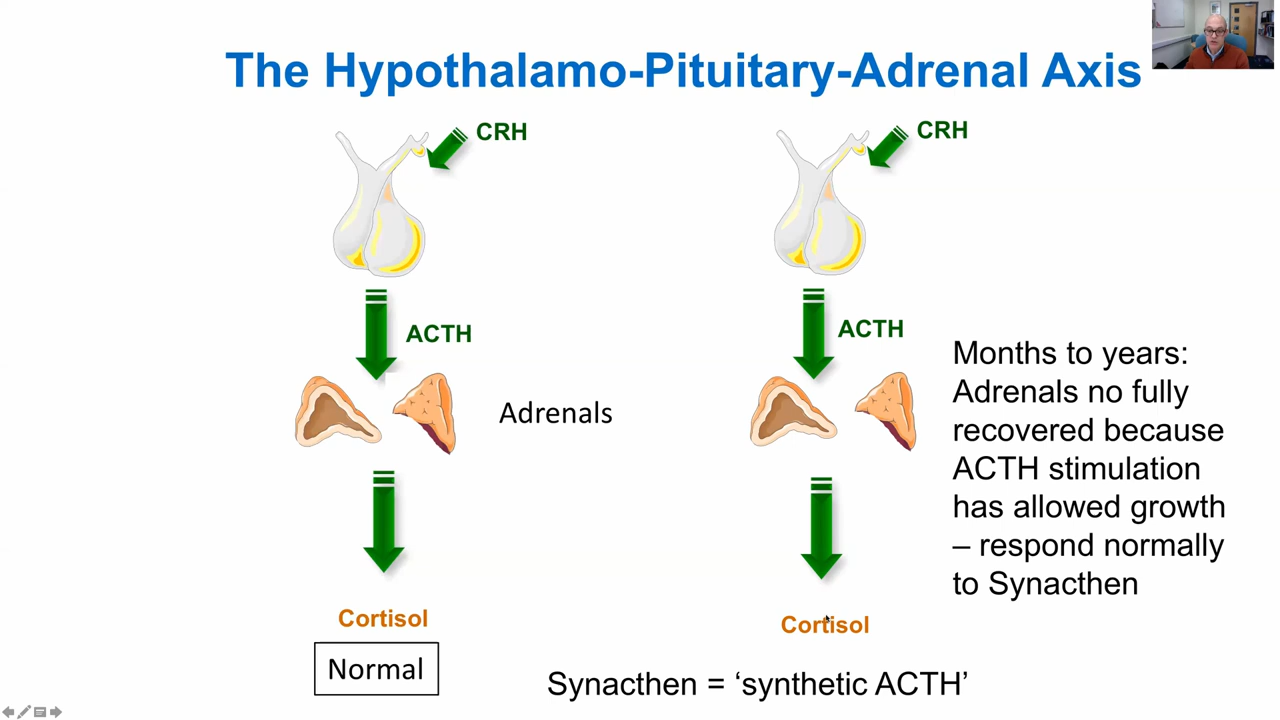 The Hypothalamo-Pituitary-Adrenal Axis
CRH
ACTH
Adrenals
Cortisol
Normal
CRH
ACTH
Cortisol
Months to years:
Adrenals no fully
recovered because
ACTH stimulation
has allowed growth
– respond normally
to Synacthen
Synacthen = ‘synthetic ACTH’